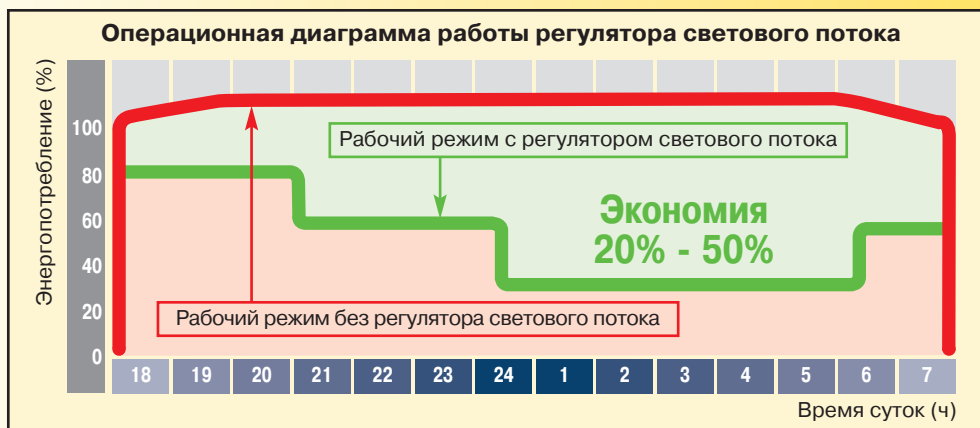 Операционная диаграмма работы регулятора светового потока
Энергопотребление (%)
100
80
60
40
20
0
Рабочий режим с регулятором светового потока
Экономия
20% - 50%
Рабочий режим без регулятора светового потока
18 19 20 21 22 23 24 1 2 3 4 5 6 7
Время суток (ч)